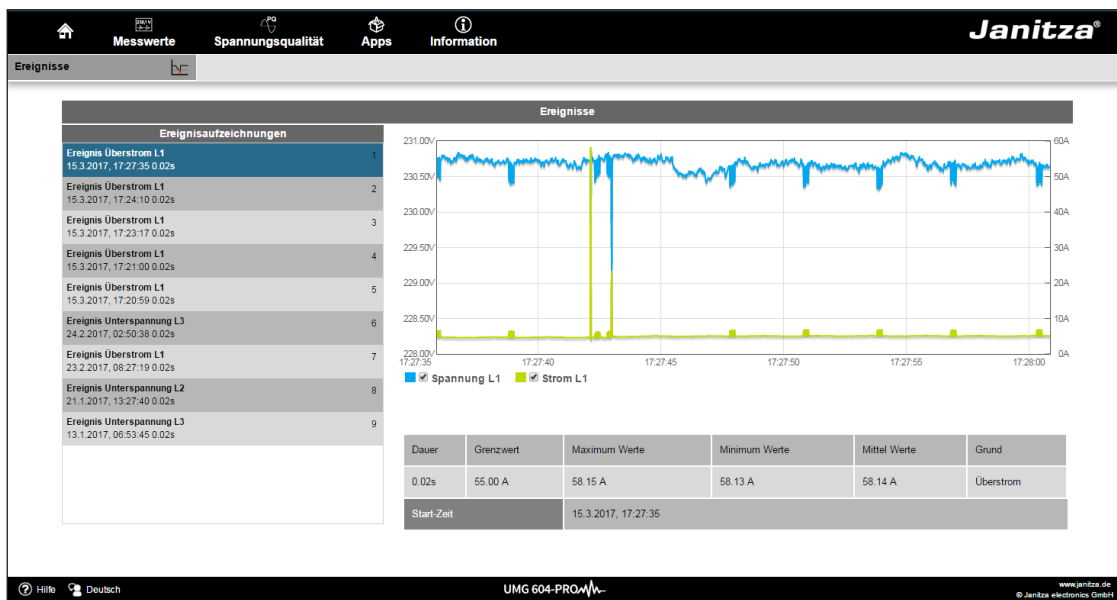 Messwerte
PQ
Spannungsqualität
Apps
Information
Janitza®
Ereignisse
Ereignisse
Ereignisaufzeichnungen
Ereignis Überstrom L1
15.3.2017, 17:27:35 0.02s
1
Ereignis Überstrom L1
15.3.2017, 17:24:10 0.02s
2
Ereignis Überstrom L1
15.3.2017, 17:23:17 0.02s
3
Ereignis Überstrom L1
15.3.2017, 17:21:00 0.02s
4
Ereignis Überstrom L1
15.3.2017, 17:20:59 0.02s
5
Ereignis Unterspannung L3
24.2.2017, 02:50:38 0.02s
6
Ereignis Überstrom L1
23.2.2017, 08:27:19 0.02s
7
Ereignis Unterspannung L2
21.1.2017, 13:27:40 0.02s
8
Ereignis Unterspannung L3
13.1.2017, 06:53:45 0.02s
9
231.00V 60A
230.50V 50A
230.00V 40A
229.50V 30A
229.00V 20A
228.50V 10A
228.00V 0A
17:27:35 17:27:40 17:27:45 17:27:50 17:27:55 17:28:00
Spannung L1 Strom L1
Dauer Grenzwert Maximum Werte Minimum Werte Mittel Werte Grund
0.02s 55.00 A 58.15 A 58.13 A 58.14 A Überstrom
Start-Zeit 15.3.2017, 17:27:35
? Hilfe Deutsch
UMG 604-PRO
www.janitza.de
© Janitza electronics GmbH